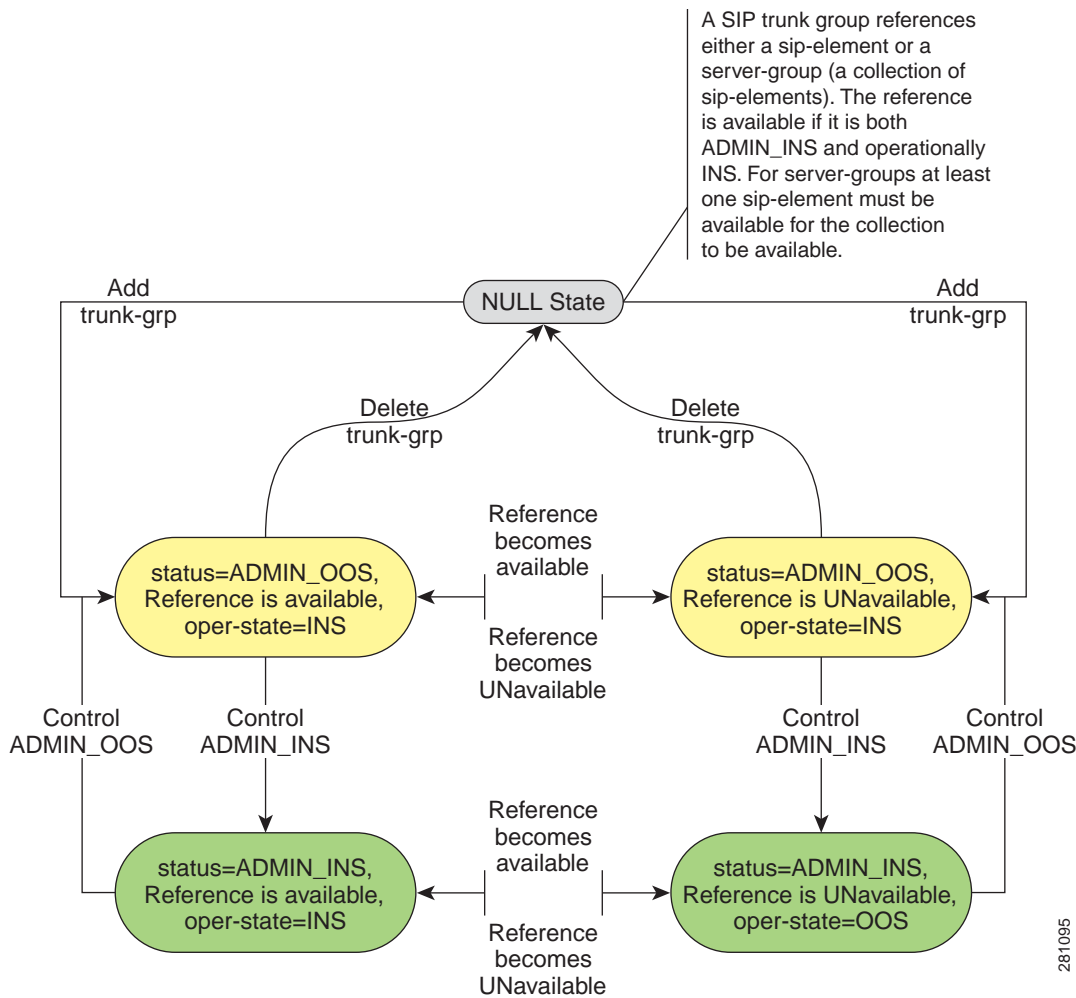 A SIP trunk group references
either a sip-element or a
server-group (a collection of
sip-elements). The reference
is available if it is both
ADMIN_INS and operationally
INS. For server-groups at least
one sip-element must be
available for the collection
to be available.
Add
trunk-grp
NULL State
Add
trunk-grp
Delete
trunk-grp
Delete
trunk-grp
Reference
becomes
available
status=ADMIN_OOS,
Reference is available,
oper-state=INS
status=ADMIN_OOS,
Reference is UNavailable,
oper-state=INS
Reference
becomes
UNavailable
Control
ADMIN_OOS
Control
ADMIN_INS
Control
ADMIN_INS
Control
ADMIN_OOS
Reference
becomes
available
status=ADMIN_INS,
Reference is available,
oper-state=INS
status=ADMIN_INS,
Reference is UNavailable,
oper-state=OOS
Reference
becomes
UNavailable
281095